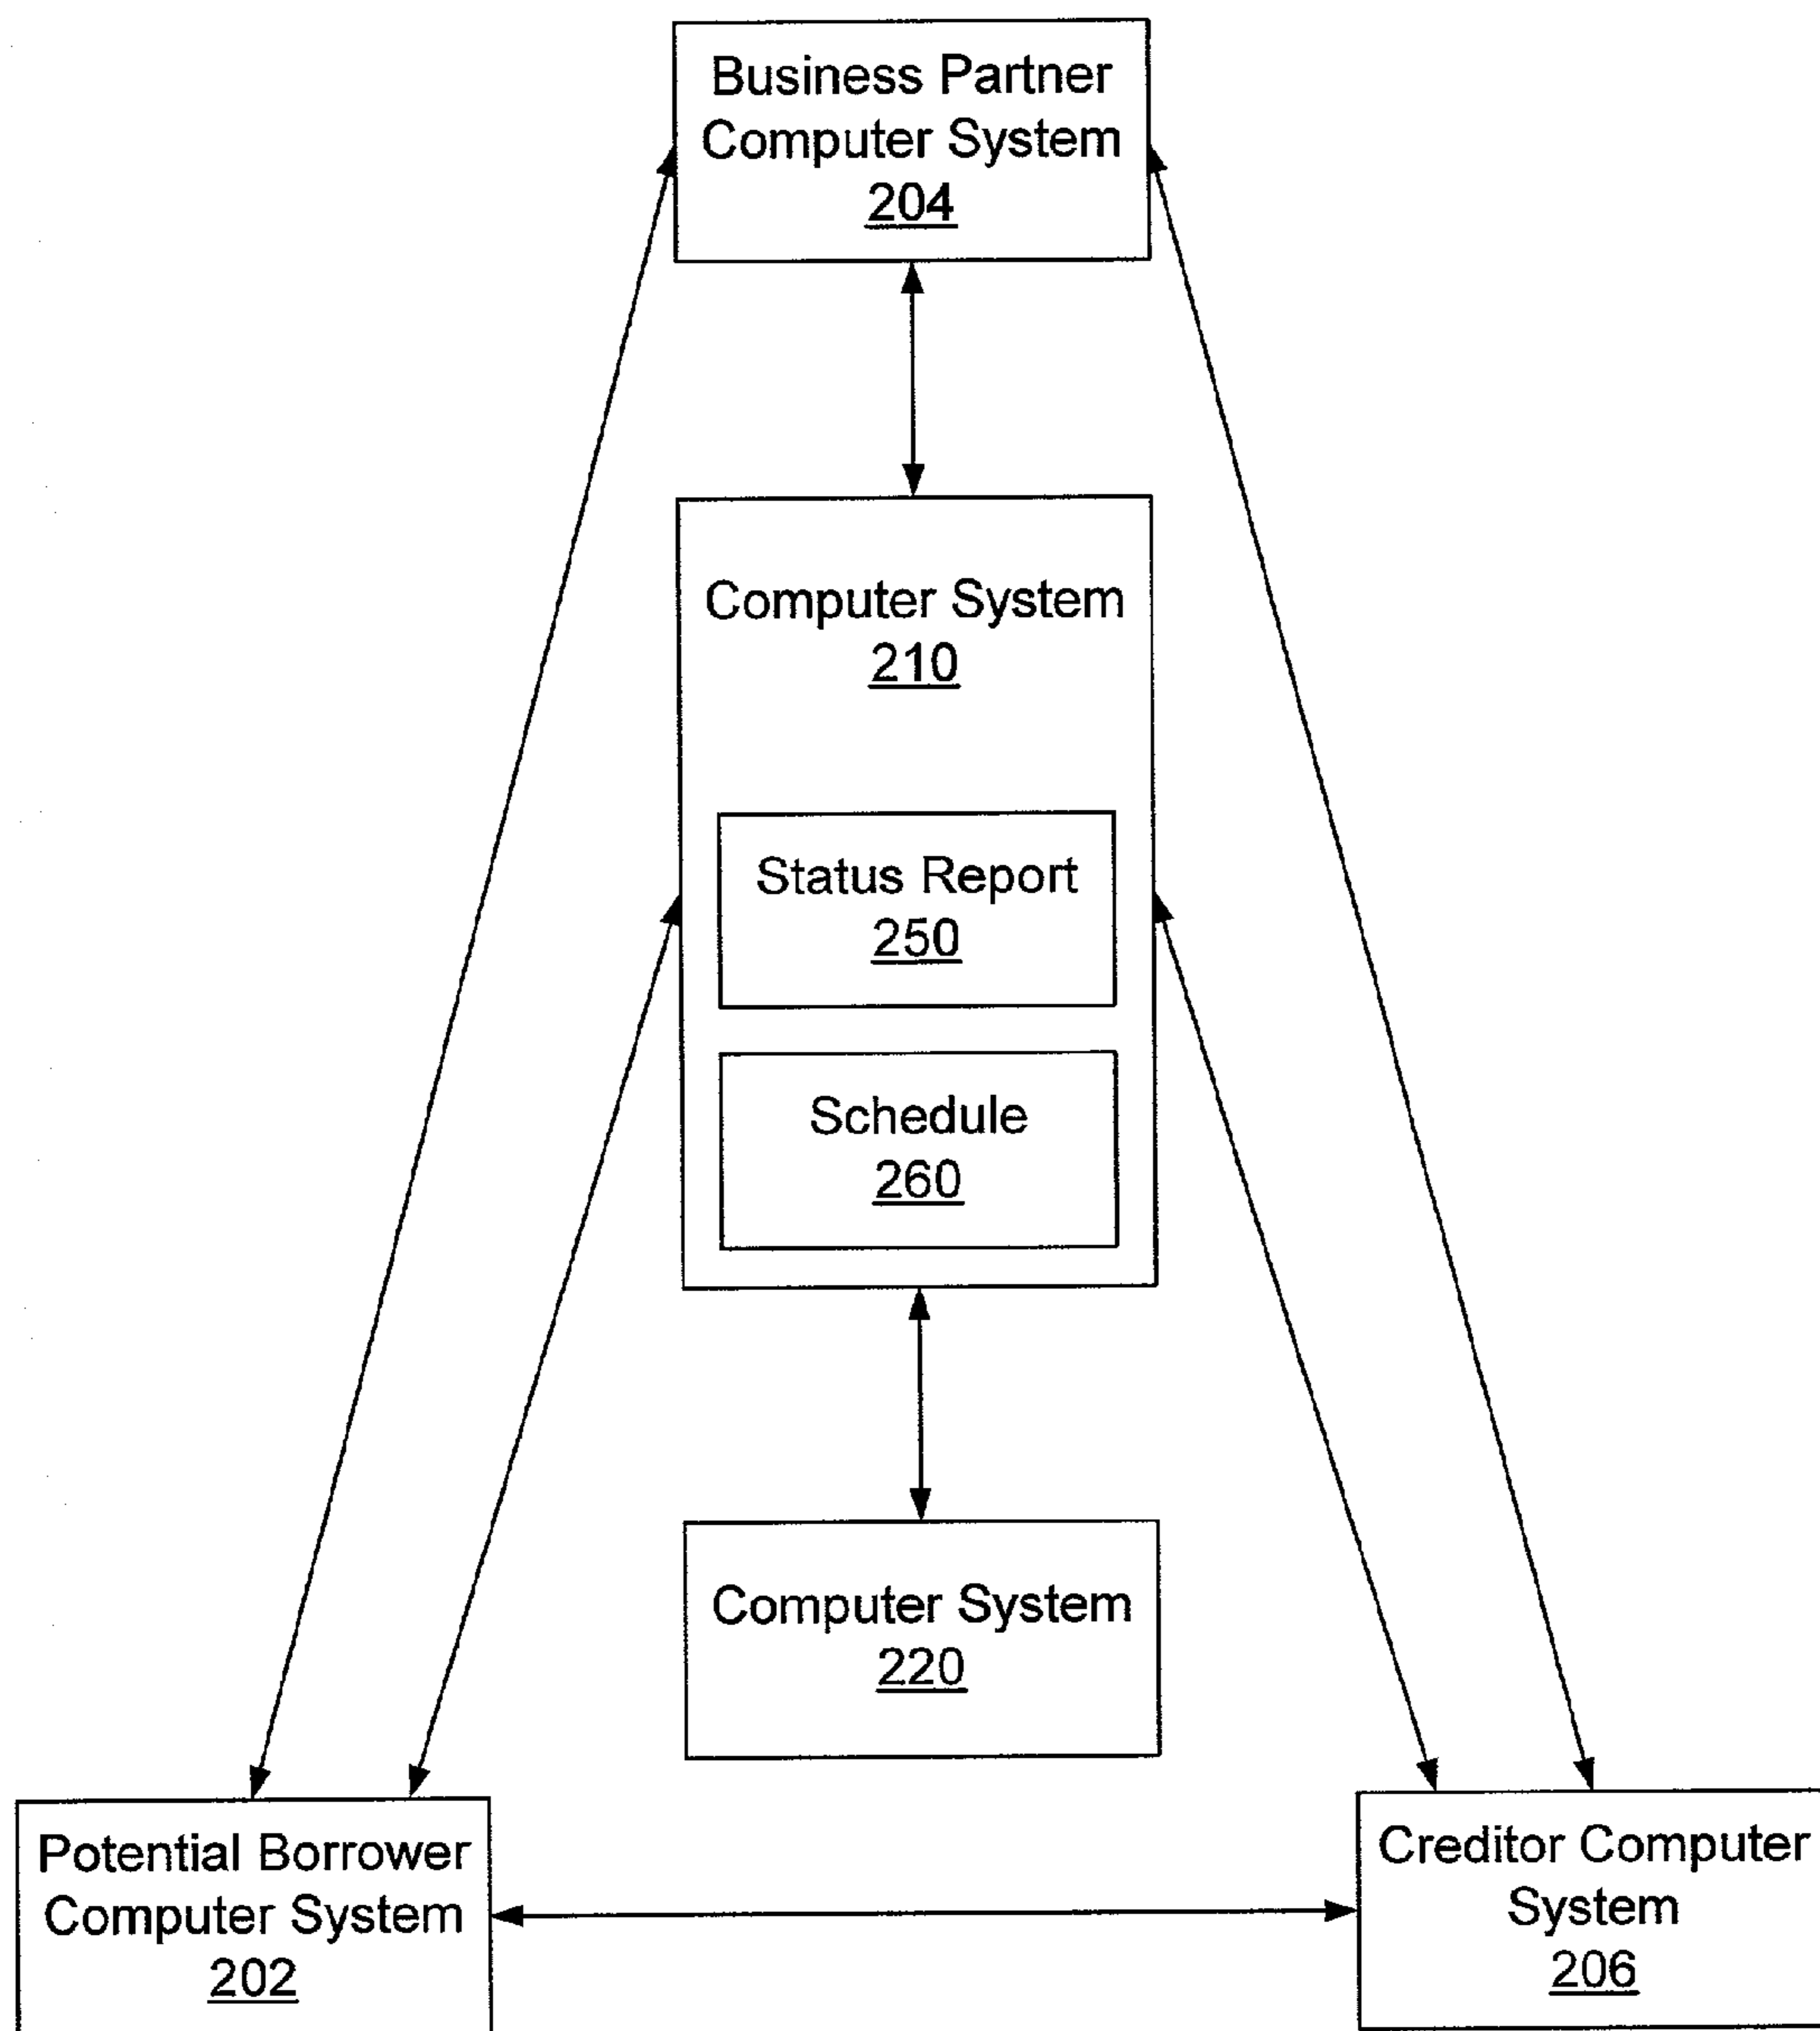 Business Partner
Computer System
204
Computer System
210
Status Report
250
Schedule
260
Computer System
220
Potential Borrower
Computer System
202
Creditor Computer
System
206